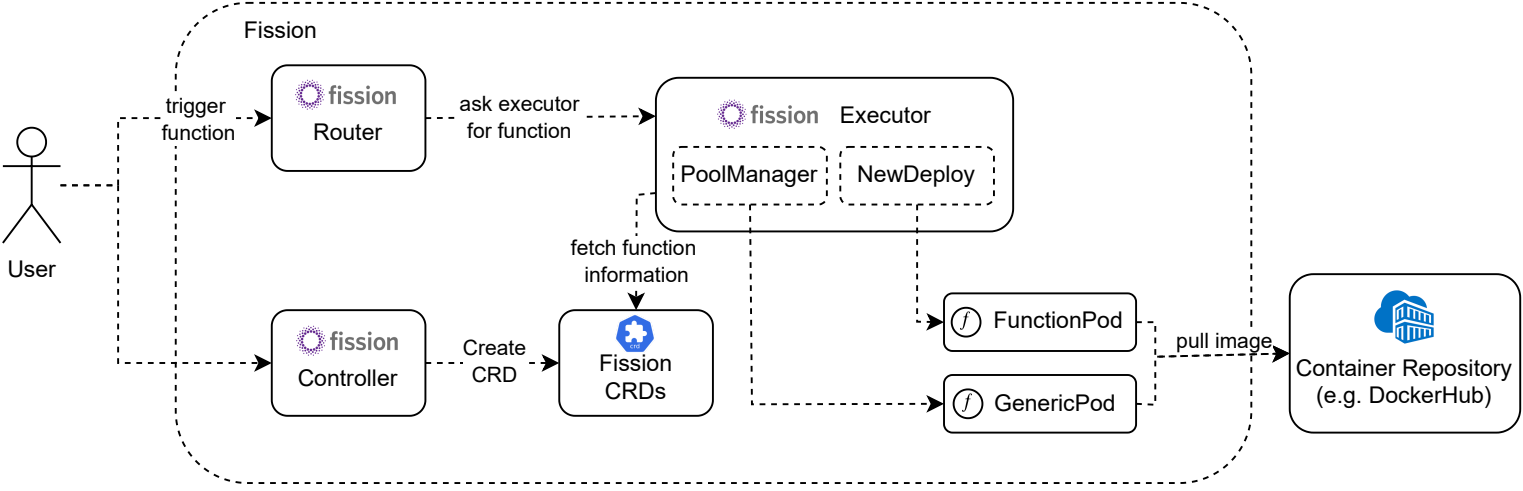 Fission
fission
Router
trigger
function
ask executor
for function
fission Executor
PoolManager
NewDeploy
User
fetch function
information
fission
Controller
Create
CRD
crd
Fission
CRDs
f FunctionPod
f GenericPod
pull image
Container Repository
(e.g. DockerHub)